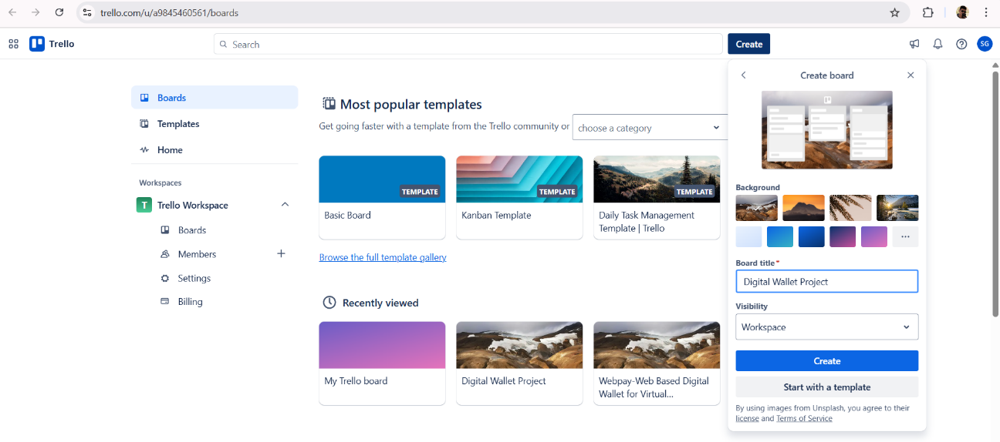 trello.com/u/a9845460561/boards
Trello
Search
Create
SG
Boards
Templates
Home
Workspaces
T Trello Workspace
Boards
Members
Settings
Billing
Most popular templates
Get going faster with a template from the Trello community or
choose a category
TEMPLATE
Basic Board
TEMPLATE
Kanban Template
TEMPLATE
Daily Task Management
Template | Trello
Browse the full template gallery
Recently viewed
My Trello board
Digital Wallet Project
Webpay-Web Based Digital
Wallet for Virtual...
Create board
Background
Board title*
Digital Wallet Project
Visibility
Workspace
Create
Start with a template
By using images from Unsplash, you agree to their
license and Terms of Service